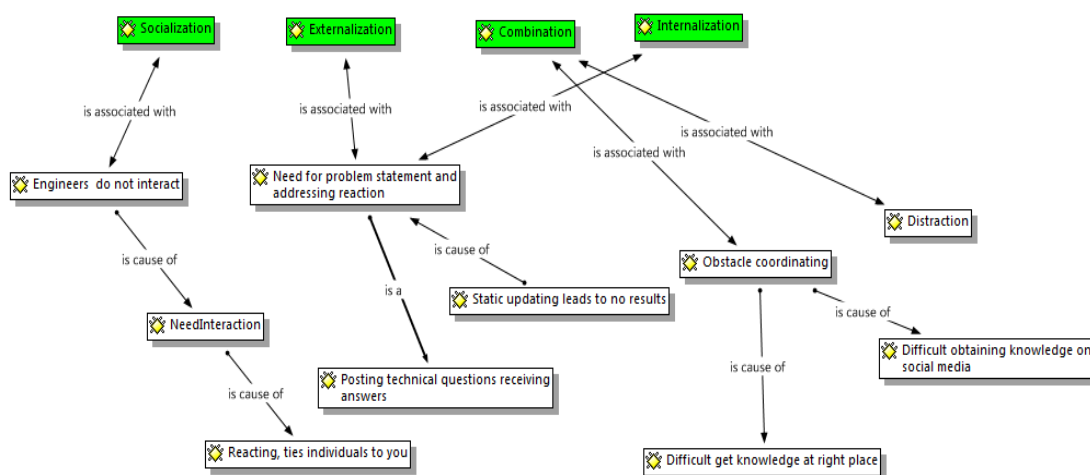 Socialization
Externalization
Combination
Internalization
is associated with
is associated with
is associated with
is associated with
is associated with
Engineers do not interact
Need for problem statement and
addressing reaction
Distraction
is cause of
is cause of
Obstacle coordinating
is a
Static updating leads to no results
is cause of
NeedInteraction
is cause of
Difficult obtaining knowledge on
social media
Posting technical questions receiving
answers
is cause of
Reacting, ties individuals to you
Difficult get knowledge at right place